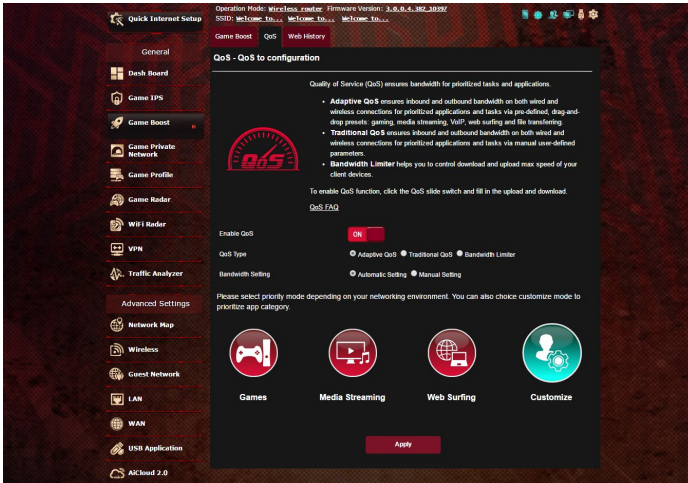 Quick Internet Setup
Operation Mode: Wireless router Firmware Version: 3.0.0.4.382_10397
SSID: Welcome to... Welcome to... Welcome to...
Game Boost QoS Web History
General
Dash Board
Game IPS
Game Boost
Game Private
Network
Game Profile
Game Radar
WiFi Radar
VPN
Traffic Analyzer
Advanced Settings
Network Map
Wireless
Guest Network
LAN
WAN
USB Application
AiCloud 2.0
QoS - QoS to configuration
QoS
Quality of Service (QoS) ensures bandwidth for prioritized tasks and applications.
• Adaptive QoS ensures inbound and outbound bandwidth on both wired and
wireless connections for prioritized applications and tasks via pre-defined, drag-and-
drop presets: gaming, media streaming, VoIP, web surfing and file transferring.
• Traditional QoS ensures inbound and outbound bandwidth on both wired and
wireless connections for prioritized applications and tasks via manual user-defined
parameters.
• Bandwidth Limiter helps you to control download and upload max speed of your
client devices.
To enable QoS function, click the QoS slide switch and fill in the upload and download.
QoS FAQ
Enable QoS ON
QoS Type Adaptive QoS Traditional QoS Bandwidth Limiter
Bandwidth Setting Automatic Setting Manual Setting
Please select priority mode depending on your networking environment. You can also choice customize mode to
prioritize app category.
Games Media Streaming Web Surfing Customize
Apply